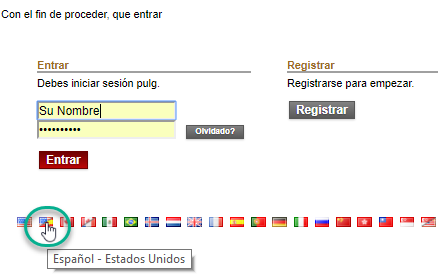 Con el fin de proceder, que entrar
Entrar
Debes iniciar sesión pulg.
Su Nombre
••••••••••
Olvidado?
Entrar
Registrar
Registrarse para empezar.
Registrar
Español - Estados Unidos